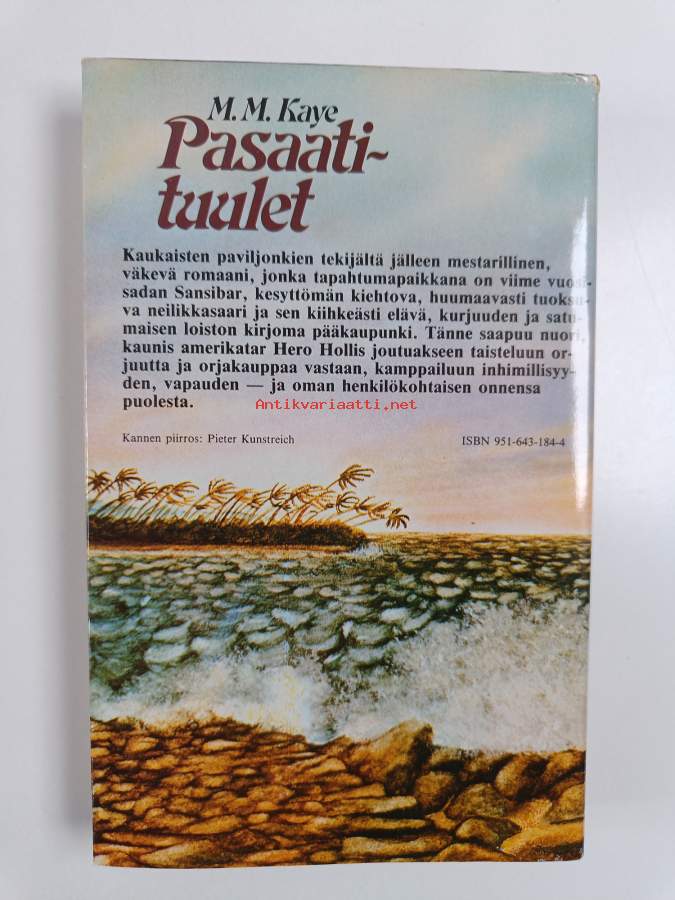 M. M. Kaye
Pasaati-
tuulet
Kaukaisten paviljonkien tekijältä jälleen mestarillinen,
väkevä romaani, jonka tapahtumapaikkana on viime vuosi-
sadan Sansibar, kesyttömän kiehtova, huumaavasti tuoksu-
va neilikkasaari ja sen kiihkeästi elävä, kurjuuden ja satu-
maisen loiston kirjoma pääkaupunki. Tänne saapuu nuori,
kaunis amerikatar Hero Hollis joutuakseen taisteluun or-
juutta ja orjakauppaa vastaan, kamppailuun inhimillisyy-
den, vapauden — ja oman henkilökohtaisen onnensa
puolesta.
Antikvariaatti.net
Kannen piirros: Pieter Kunstreich
ISBN 951-643-184-4